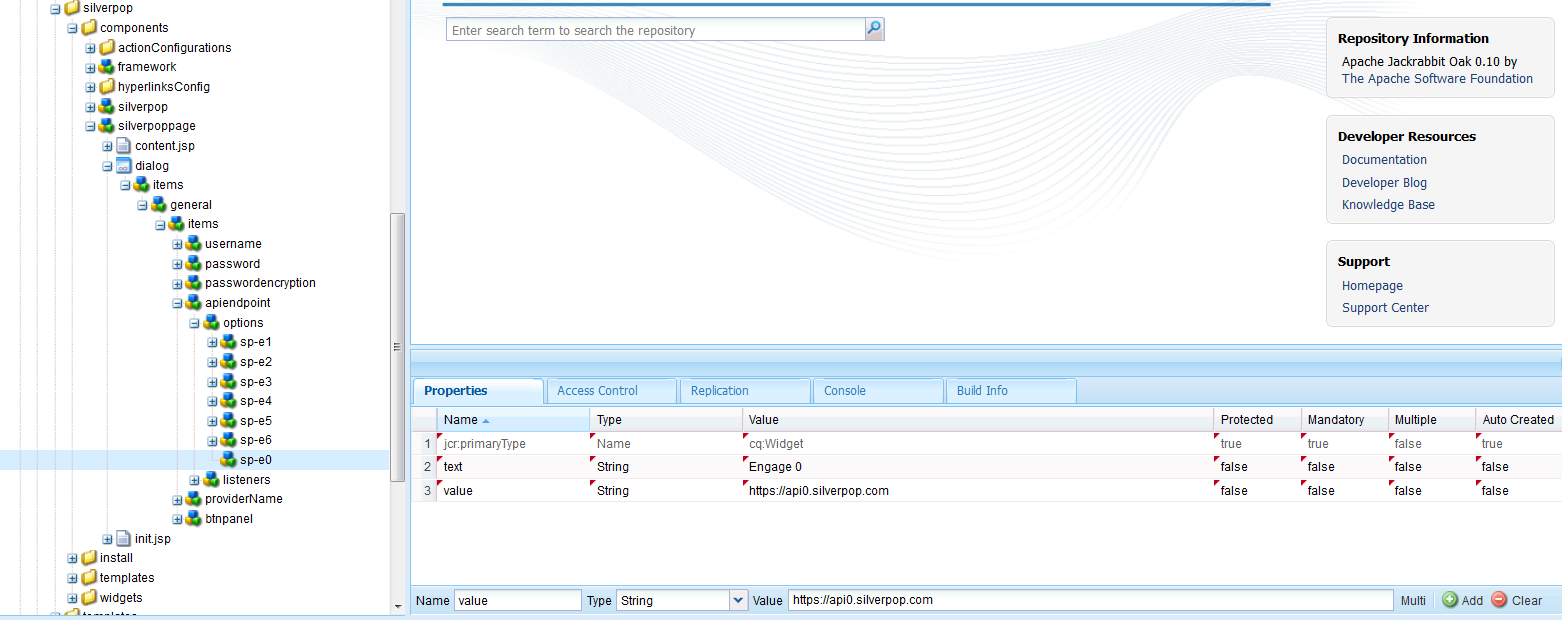 silverpop
components
actionConfigurations
framework
hyperlinksConfig
silverpop
silverpoppage
content.jsp
dialog
items
general
items
username
password
passwordencryption
apiendpoint
options
sp-e1
sp-e2
sp-e3
sp-e4
sp-e5
sp-e6
sp-e0
listeners
providerName
btnpanel
init.jsp
install
templates
widgets
templates
Enter search term to search the repository
Repository Information
Apache Jackrabbit Oak 0.10 by
The Apache Software Foundation
Developer Resources
Documentation
Developer Blog
Knowledge Base
Support
Homepage
Support Center
Properties Access Control Replication Console Build Info
Name Type Value Protected Mandatory Multiple Auto Created
1 jcr:primaryType Name cq:Widget true true false true
2 text String Engage 0 false false false false
3 value String https://api0.silverpop.com false false false false
Name value Type String Value https://api0.silverpop.com Multi Add Clear